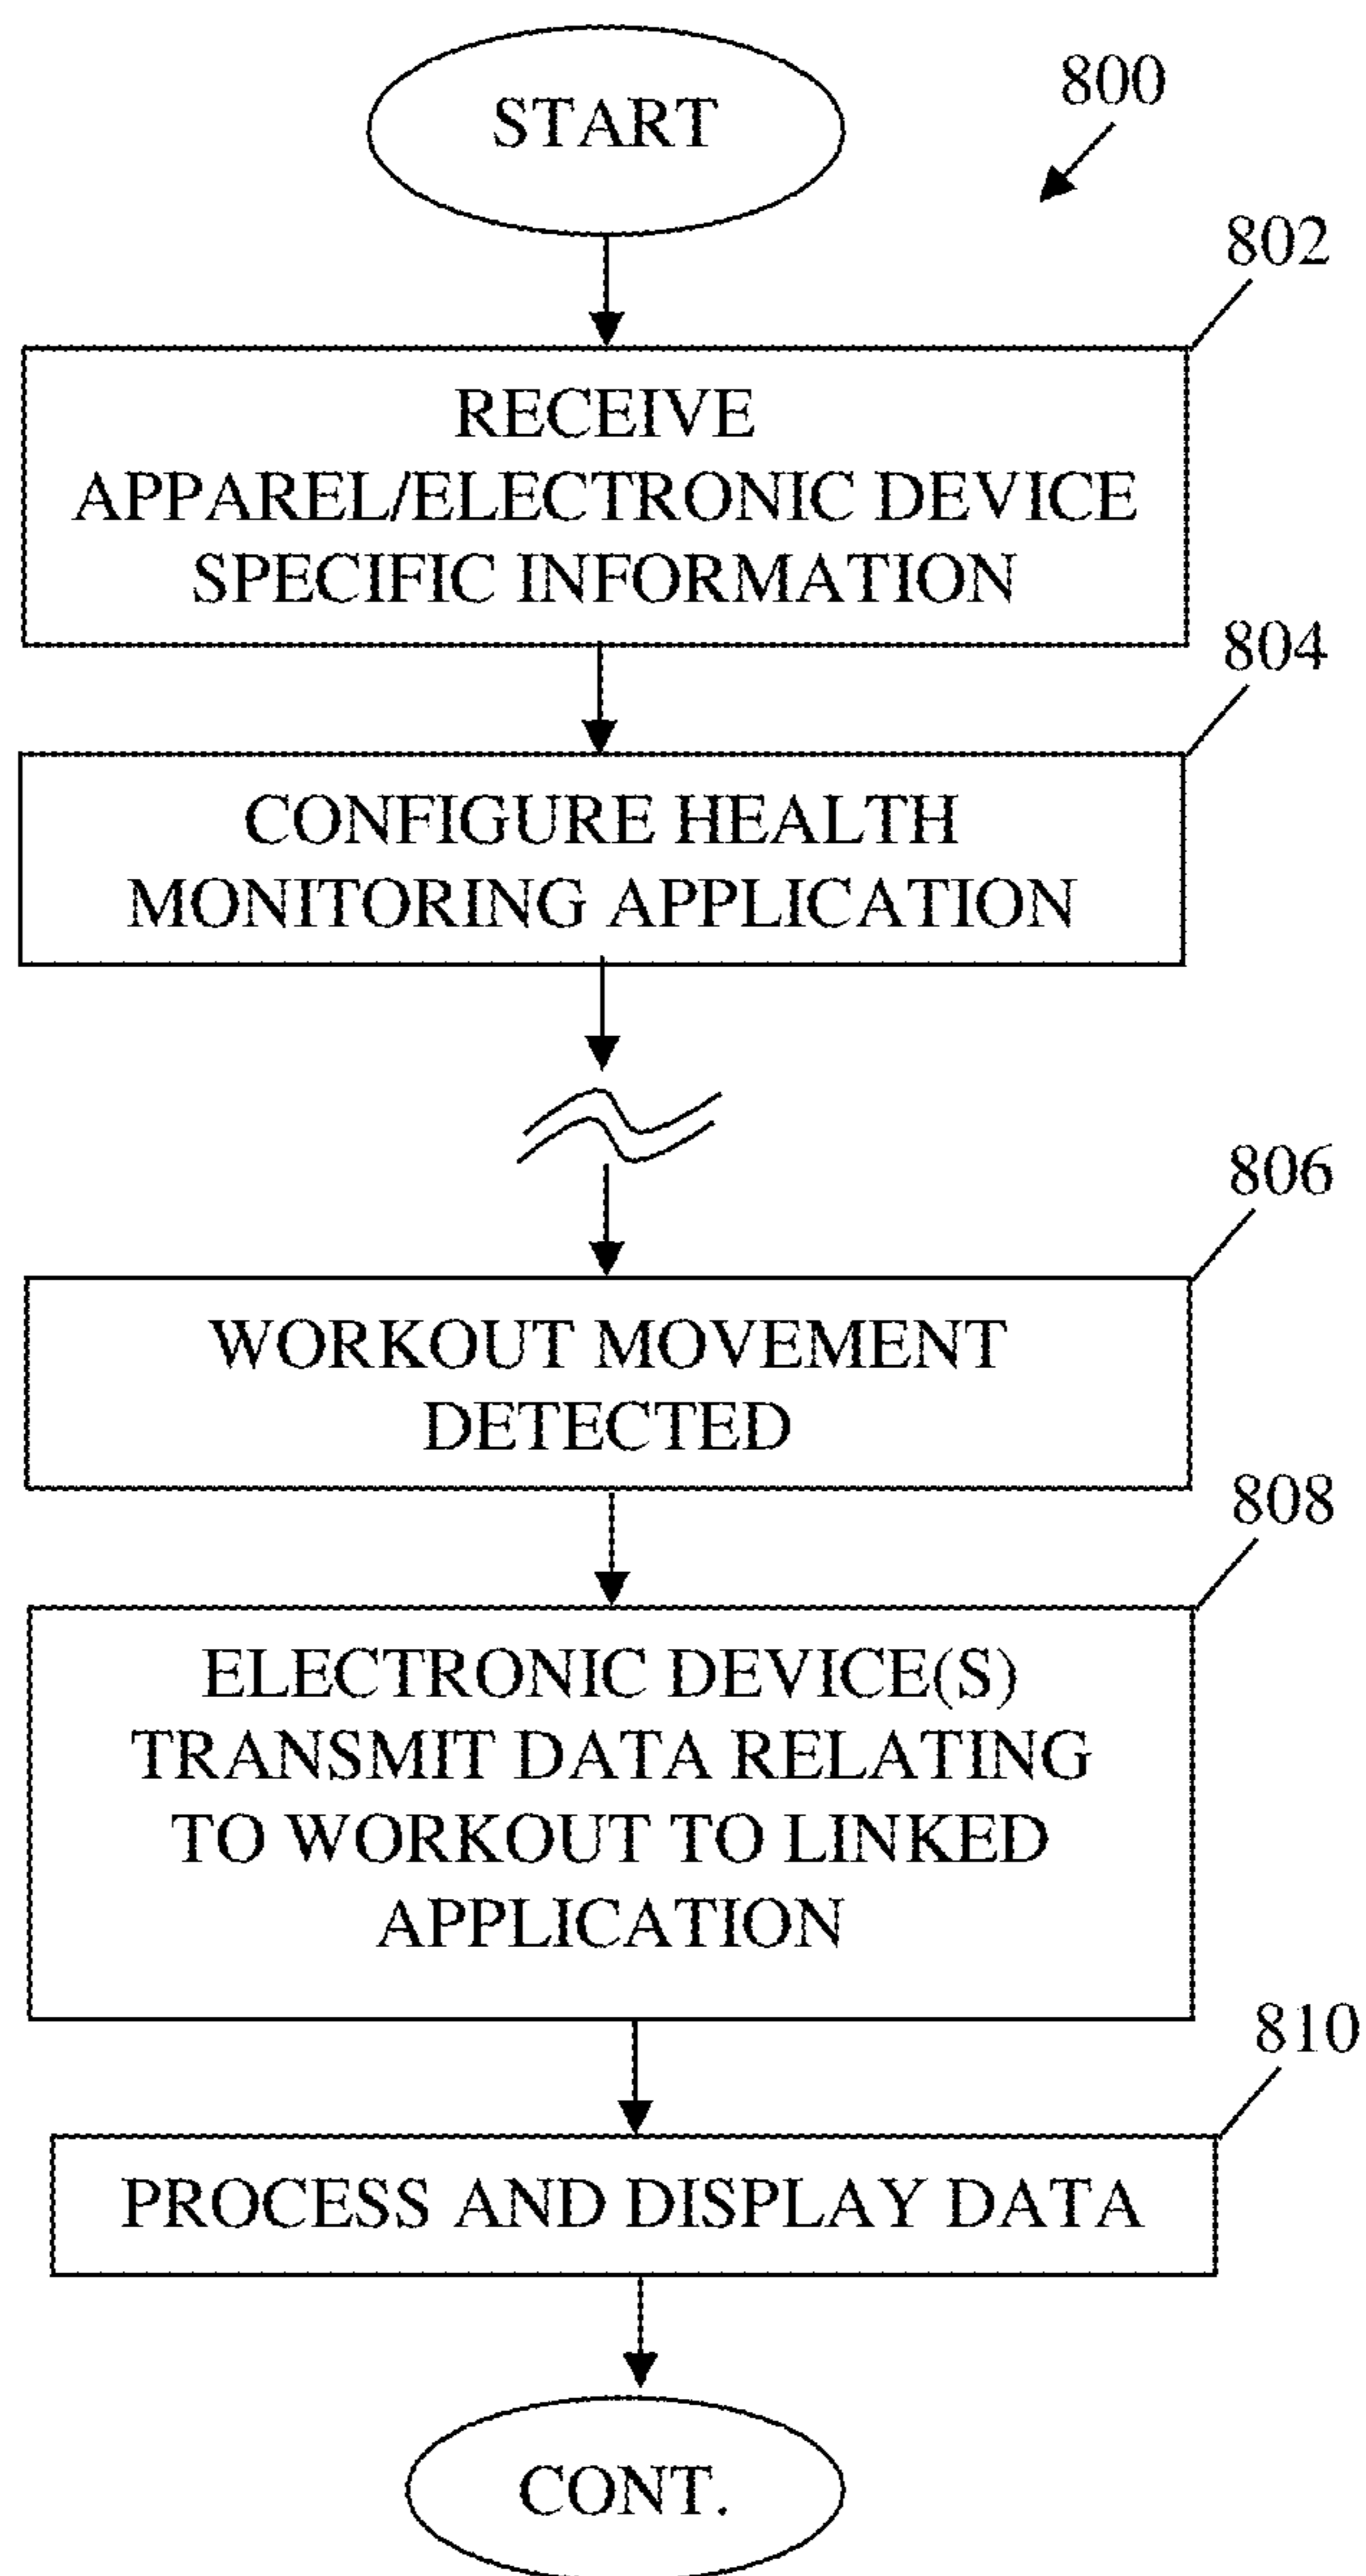 START
800
802
RECEIVE
APPAREL/ELECTRONIC DEVICE
SPECIFIC INFORMATION
804
CONFIGURE HEALTH
MONITORING APPLICATION
806
WORKOUT MOVEMENT
DETECTED
808
ELECTRONIC DEVICE(S)
TRANSMIT DATA RELATING
TO WORKOUT TO LINKED
APPLICATION
810
PROCESS AND DISPLAY DATA
CONT.